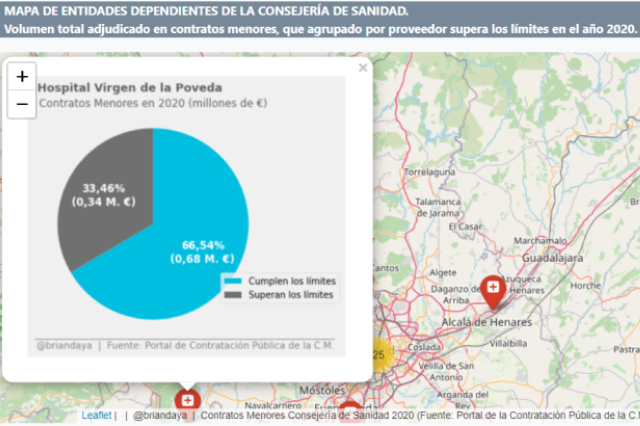 MAPA DE ENTIDADES DEPENDIENTES DE LA CONSEJERÍA DE SANIDAD.
Volumen total adjudicado en contratos menores, que agrupado por proveedor supera los límites en el año 2020.
+
−
×
Hospital Virgen de la Poveda
Contratos Menores en 2020 (millones de €)
33,46%
(0,34 M. €)
66,54%
(0,68 M. €)
Cumplen los límites
Superan los límites
@briandaya | Fuente: Portal de Contratación Pública de la C.M.
Torrelaguna
Talamanca
de Jarama
El Casar
Marchamalo
Guadalajara
Algete
Azuqueca
de Henares
Daganzo de
Arriba
Horche
Alcalá de Henares
Villalbilla
25
Coslada
Velilla de San
Antonio
Móstoles
Arganda del
Rey
Navalcarnero
Leaflet | | @briandaya | Contratos Menores Consejería de Sanidad 2020 (Fuente: Portal de la Contratación Pública de la C.